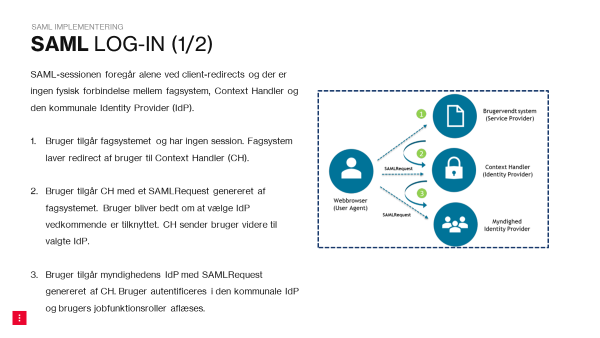 SAML IMPLEMENTERING
SAML LOG-IN (1/2)
SAML-sessionen foregår alene ved client-redirects og der er
ingen fysisk forbindelse mellem fagsystem, Context Handler og
den kommunale Identity Provider (IdP).
1. Bruger tilgår fagsystemet og har ingen session. Fagsystem
laver redirect af bruger til Context Handler (CH).
2. Bruger tilgår CH med et SAMLRequest genereret af
fagsystemet. Bruger bliver bedt om at vælge IdP
vedkommende er tilknyttet. CH sender bruger videre til
valgte IdP.
3. Bruger tilgår myndighedens IdP med SAMLRequest
genereret af CH. Bruger autentificeres i den kommunale IdP
og brugers jobfunktionsroller aflæses.
1
Brugervendt system
(Service Provider)
2
SAMLRequest
Context Handler
(Identity Provider)
3
Webbrowser
(User Agent)
SAMLRequest
Myndighed
Identity Provider